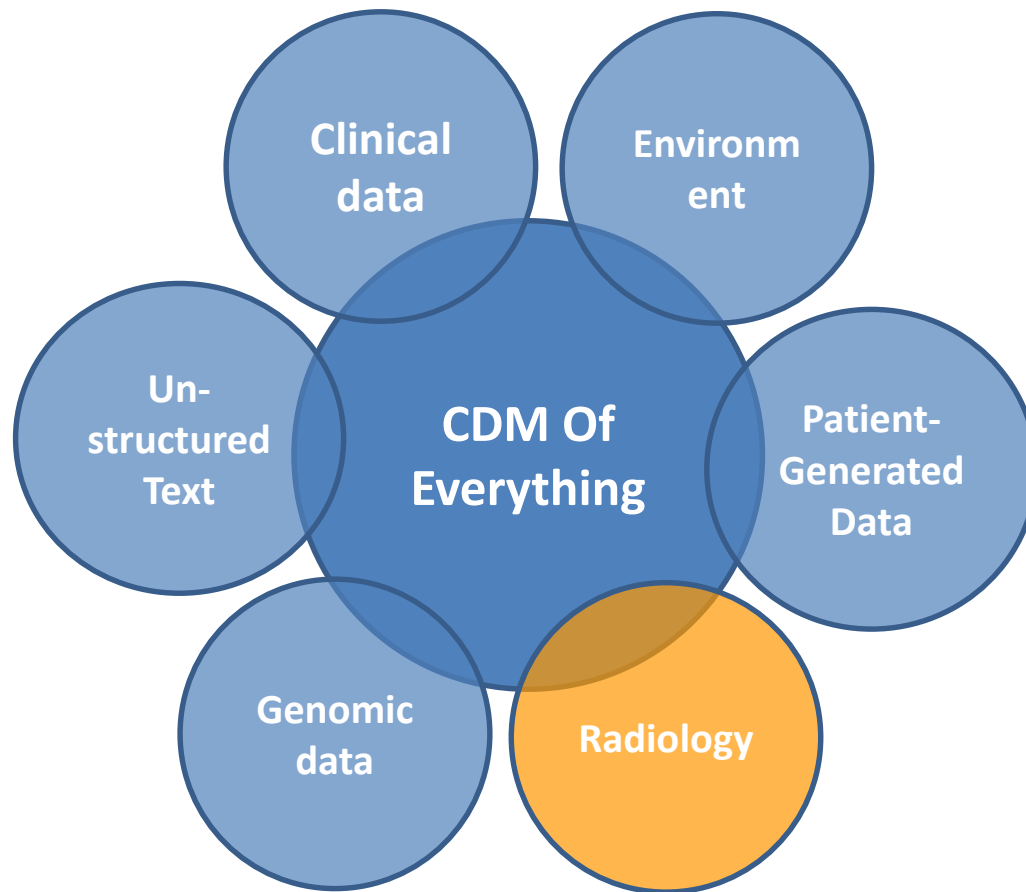 Clinical
data
Environm
ent
Un-
structured
Text
CDM Of
Everything
Patient-
Generated
Data
Genomic
data
Radiology